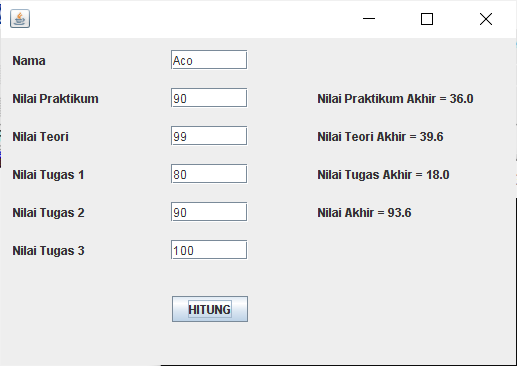 Nama Aco
Nilai Praktikum 90 Nilai Praktikum Akhir = 36.0
Nilai Teori 99 Nilai Teori Akhir = 39.6
Nilai Tugas 1 80 Nilai Tugas Akhir = 18.0
Nilai Tugas 2 90 Nilai Akhir = 93.6
Nilai Tugas 3 100
HITUNG